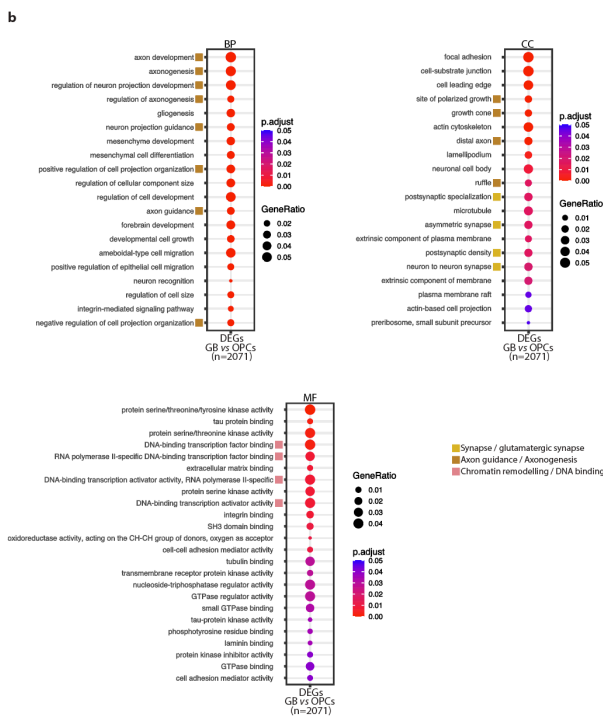 b
BP
axon development
axonogenesis
regulation of neuron projection development
regulation of axonogenesis
gliogenesis
neuron projection guidance
mesenchyme development
mesenchymal cell differentiation
positive regulation of cell projection organization
regulation of cellular component size
regulation of cell development
axon guidance
forebrain development
developmental cell growth
ameboidal-type cell migration
positive regulation of epithelial cell migration
neuron recognition
regulation of cell size
integrin-mediated signaling pathway
negative regulation of cell projection organization
DEGs
GB vs OPCs
(n=2071)
p.adjust
0.05
0.04
0.03
0.02
0.01
0.00
GeneRatio
0.02
0.03
0.04
0.05
CC
focal adhesion
cell-substrate junction
cell leading edge
site of polarized growth
growth cone
actin cytoskeleton
distal axon
lamellipodium
neuronal cell body
ruffle
postsynaptic specialization
microtubule
asymmetric synapse
extrinsic component of plasma membrane
postsynaptic density
neuron to neuron synapse
extrinsic component of membrane
plasma membrane raft
actin-based cell projection
preribosome, small subunit precursor
DEGs
GB vs OPCs
(n=2071)
p.adjust
0.05
0.04
0.03
0.02
0.01
0.00
GeneRatio
0.01
0.02
0.03
0.04
0.05
MF
protein serine/threonine/tyrosine kinase activity
tau protein binding
protein serine/threonine kinase activity
DNA-binding transcription factor binding
RNA polymerase II-specific DNA-binding transcription factor binding
extracellular matrix binding
DNA-binding transcription activator activity, RNA polymerase II-specific
protein serine kinase activity
DNA-binding transcription activator activity
integrin binding
SH3 domain binding
oxidoreductase activity, acting on the CH-CH group of donors, oxygen as acceptor
cell-cell adhesion mediator activity
tubulin binding
transmembrane receptor protein kinase activity
nucleoside-triphosphatase regulator activity
GTPase regulator activity
small GTPase binding
tau-protein kinase activity
phosphotyrosine residue binding
laminin binding
protein kinase inhibitor activity
GTPase binding
cell adhesion mediator activity
DEGs
GB vs OPCs
(n=2071)
GeneRatio
0.01
0.02
0.03
0.04
p.adjust
0.05
0.04
0.03
0.02
0.01
0.00
Synapse / glutamatergic synapse
Axon guidance / Axonogenesis
Chromatin remodelling / DNA binding